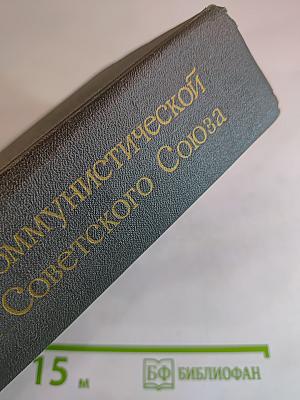 оммунистической
Советского Союза
15 м
БФ БИБЛИОФАН